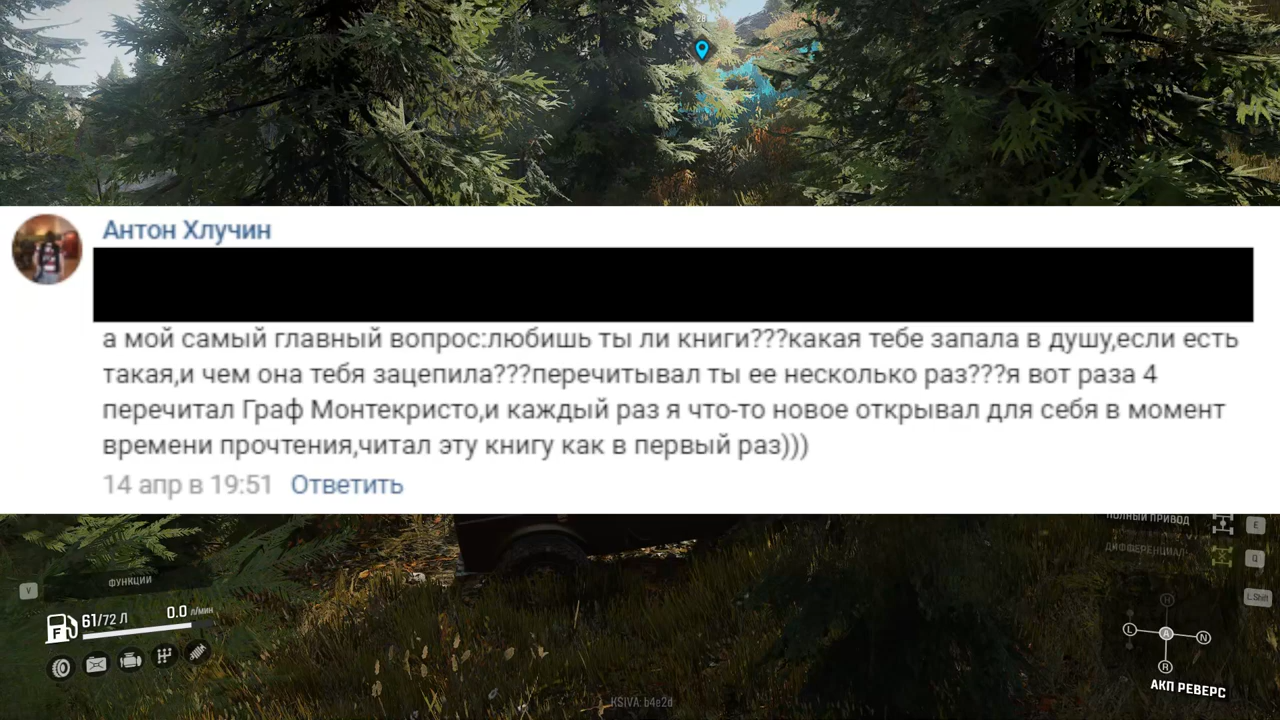 Антон Хлучин
а мой самый главный вопрос:любишь ты ли книги???какая тебе запала в душу,если есть
такая,и чем она тебя зацепила???перечитывал ты ее несколько раз???я вот раза 4
перечитал Граф Монтекристо,и каждый раз я что-то новое открывал для себя в момент
времени прочтения,читал эту книгу как в первый раз)))
14 апр в 19:51 Ответить
ПОЛНЫЙ ПРИВОД E
ДИФФЕРЕНЦИАЛ Q
V ФУНКЦИИ
L.Shift
61/72 Л 0.0 л/мин
F
H
L A N
R
АКП РЕВЕРС
KSIVA: b4e2d